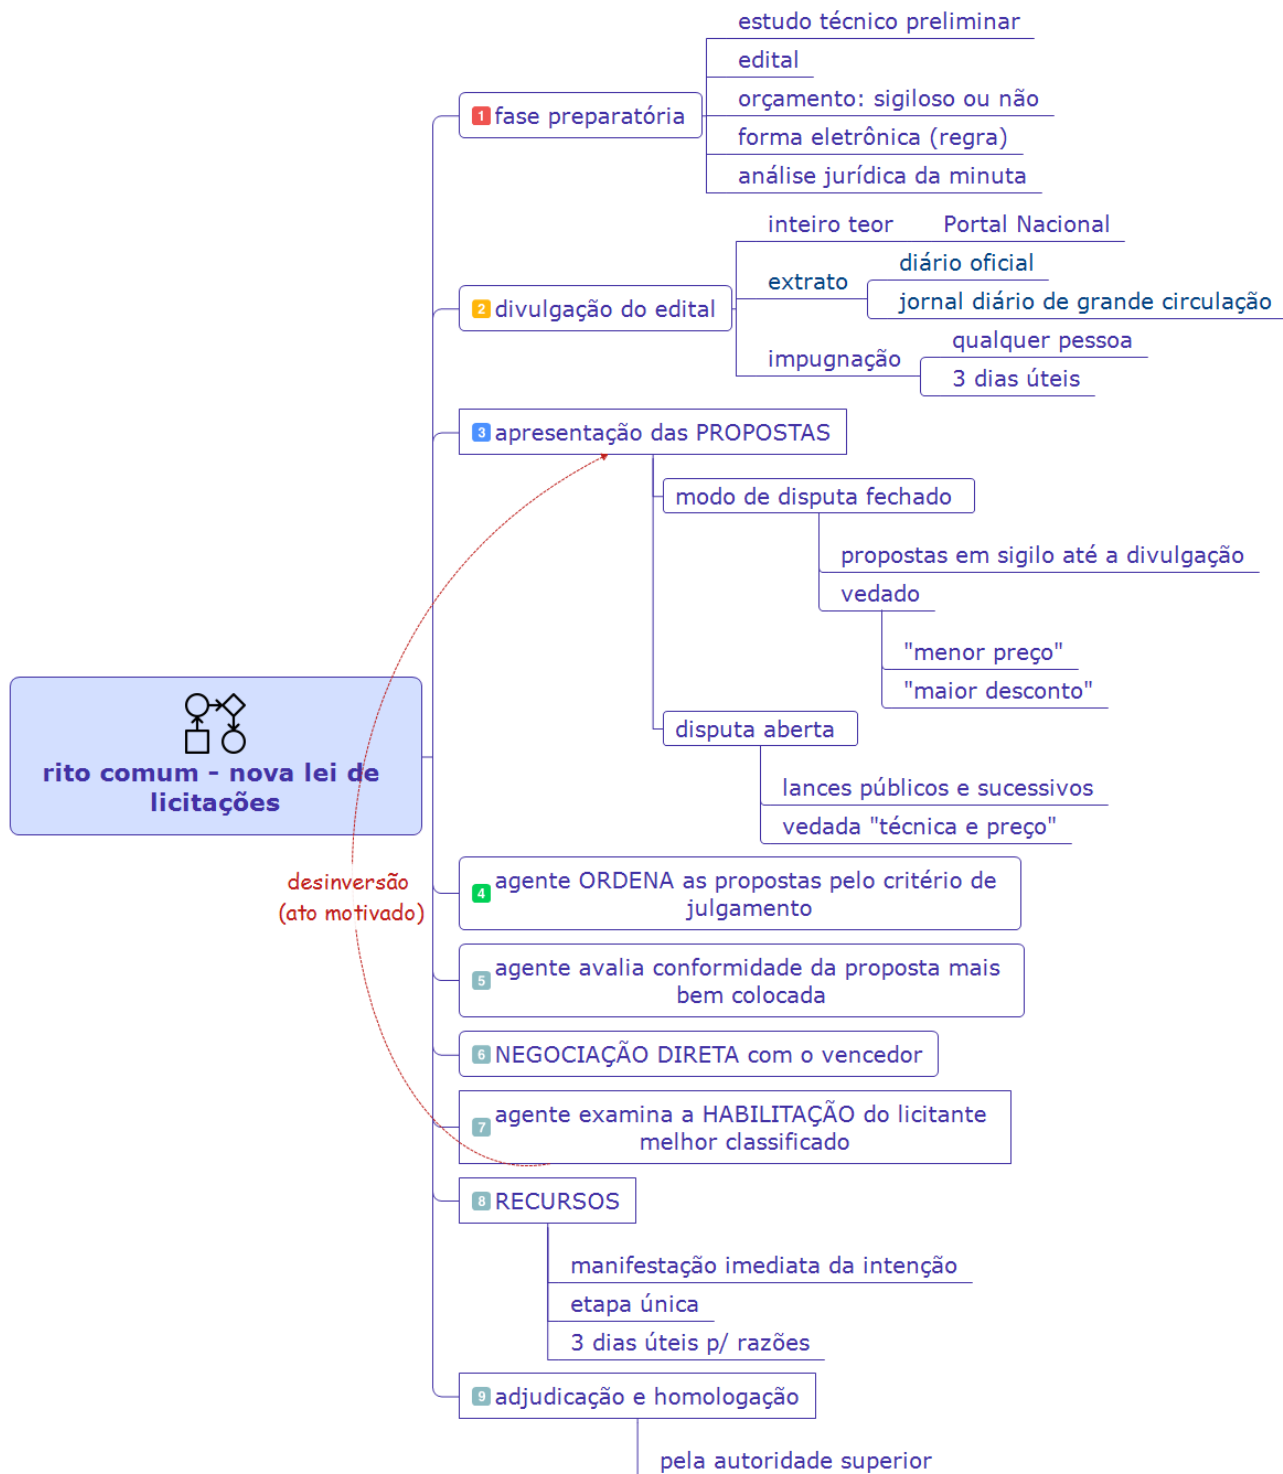 rito comum - nova lei de
licitações
desinversão
(ato motivado)
1 fase preparatória
estudo técnico preliminar
edital
orçamento: sigiloso ou não
forma eletrônica (regra)
análise jurídica da minuta
2 divulgação do edital
inteiro teor
Portal Nacional
extrato
diário oficial
jornal diário de grande circulação
impugnação
qualquer pessoa
3 dias úteis
3 apresentação das PROPOSTAS
modo de disputa fechado
propostas em sigilo até a divulgação
vedado
"menor preço"
"maior desconto"
disputa aberta
lances públicos e sucessivos
vedada "técnica e preço"
4 agente ORDENA as propostas pelo critério de
julgamento
5 agente avalia conformidade da proposta mais
bem colocada
6 NEGOCIAÇÃO DIRETA com o vencedor
7 agente examina a HABILITAÇÃO do licitante
melhor classificado
8 RECURSOS
manifestação imediata da intenção
etapa única
3 dias úteis p/ razões
9 adjudicação e homologação
pela autoridade superior